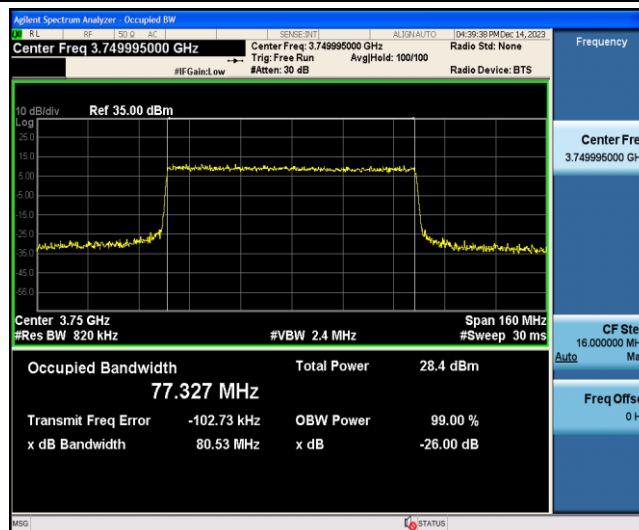 Agilent Spectrum Analyzer - Occupied BW
RL RF 50 Ω AC SENSE:INT ALIGN AUTO 04:39:38 PM Dec 14, 2023
Center Freq 3.749995000 GHz Center Freq: 3.749995000 GHz Radio Std: None Frequency
Trig: Free Run Avg|Hold: 100/100
#IFGain:Low #Atten: 30 dB Radio Device: BTS
10 dB/div Ref 35.00 dBm
Log
25.0
15.0
5.00
-5.00
-15.0
-25.0
-35.0
-45.0
-55.0
Center Fre
3.749995000 GH
Center 3.75 GHz Span 160 MHz
#Res BW 820 kHz #VBW 2.4 MHz #Sweep 30 ms
CF Ste
16.000000 MH
Auto Ma
Occupied Bandwidth Total Power 28.4 dBm
77.327 MHz
Transmit Freq Error -102.73 kHz OBW Power 99.00 %
x dB Bandwidth 80.53 MHz x dB -26.00 dB
Freq Offse
0 H
MSG STATUS